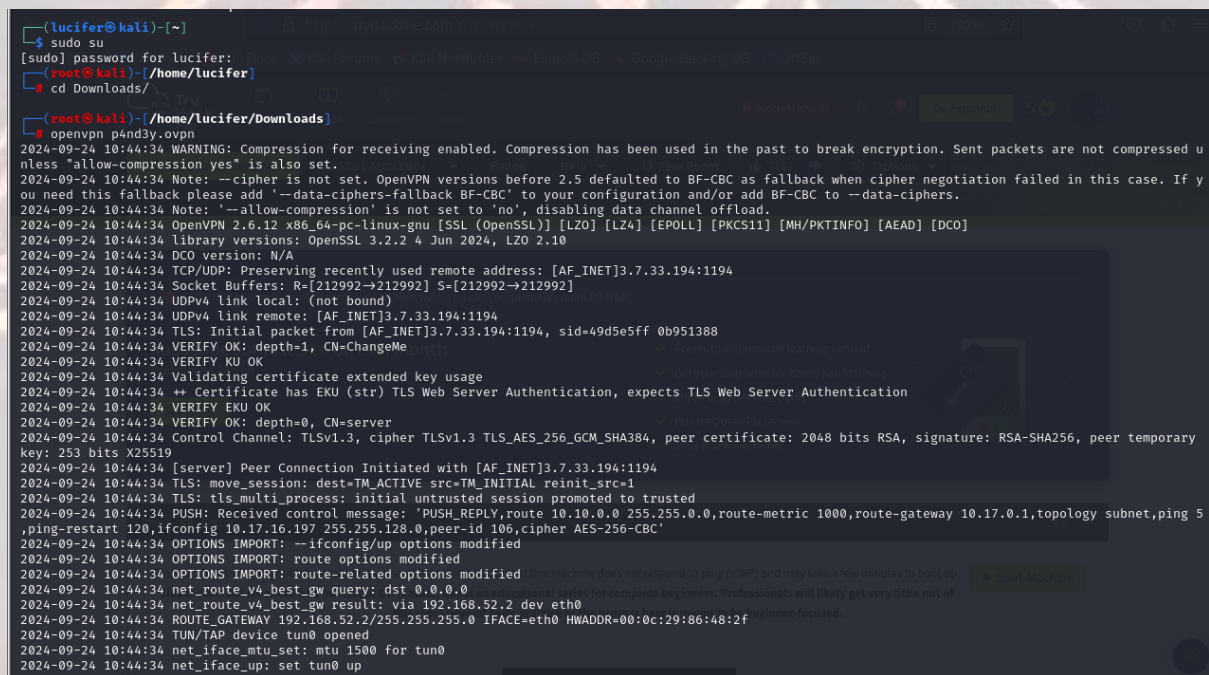 (lucifer㉿kali)-[~]
$ sudo su
[sudo] password for lucifer:
(root㉿kali)-[/home/lucifer]
# cd Downloads/
(root㉿kali)-[/home/lucifer/Downloads]
# openvpn p4nd3y.ovpn
2024-09-24 10:44:34 WARNING: Compression for receiving enabled. Compression has been used in the past to break encryption. Sent packets are not compressed u
nless "allow-compression yes" is also set.
2024-09-24 10:44:34 Note: --cipher is not set. OpenVPN versions before 2.5 defaulted to BF-CBC as fallback when cipher negotiation failed in this case. If y
ou need this fallback please add '--data-ciphers-fallback BF-CBC' to your configuration and/or add BF-CBC to --data-ciphers.
2024-09-24 10:44:34 Note: '--allow-compression' is not set to 'no', disabling data channel offload.
2024-09-24 10:44:34 OpenVPN 2.6.12 x86_64-pc-linux-gnu [SSL (OpenSSL)] [LZO] [LZ4] [EPOLL] [PKCS11] [MH/PKTINFO] [AEAD] [DCO]
2024-09-24 10:44:34 library versions: OpenSSL 3.2.2 4 Jun 2024, LZO 2.10
2024-09-24 10:44:34 DCO version: N/A
2024-09-24 10:44:34 TCP/UDP: Preserving recently used remote address: [AF_INET]3.7.33.194:1194
2024-09-24 10:44:34 Socket Buffers: R=[212992→212992] S=[212992→212992]
2024-09-24 10:44:34 UDPv4 link local: (not bound)
2024-09-24 10:44:34 UDPv4 link remote: [AF_INET]3.7.33.194:1194
2024-09-24 10:44:34 TLS: Initial packet from [AF_INET]3.7.33.194:1194, sid=49d5e5ff 0b951388
2024-09-24 10:44:34 VERIFY OK: depth=1, CN=ChangeMe
2024-09-24 10:44:34 VERIFY KU OK
2024-09-24 10:44:34 Validating certificate extended key usage
2024-09-24 10:44:34 ++ Certificate has EKU (str) TLS Web Server Authentication, expects TLS Web Server Authentication
2024-09-24 10:44:34 VERIFY EKU OK
2024-09-24 10:44:34 VERIFY OK: depth=0, CN=server
2024-09-24 10:44:34 Control Channel: TLSv1.3, cipher TLSv1.3 TLS_AES_256_GCM_SHA384, peer certificate: 2048 bits RSA, signature: RSA-SHA256, peer temporary
key: 253 bits X25519
2024-09-24 10:44:34 [server] Peer Connection Initiated with [AF_INET]3.7.33.194:1194
2024-09-24 10:44:34 TLS: move_session: dest=TM_ACTIVE src=TM_INITIAL reinit_src=1
2024-09-24 10:44:34 TLS: tls_multi_process: initial untrusted session promoted to trusted
2024-09-24 10:44:34 PUSH: Received control message: 'PUSH_REPLY,route 10.10.0.0 255.255.0.0,route-metric 1000,route-gateway 10.17.0.1,topology subnet,ping 5
,ping-restart 120,ifconfig 10.17.16.197 255.255.128.0,peer-id 106,cipher AES-256-CBC'
2024-09-24 10:44:34 OPTIONS IMPORT: --ifconfig/up options modified
2024-09-24 10:44:34 OPTIONS IMPORT: route options modified
2024-09-24 10:44:34 OPTIONS IMPORT: route-related options modified
2024-09-24 10:44:34 net_route_v4_best_gw query: dst 0.0.0.0
2024-09-24 10:44:34 net_route_v4_best_gw result: via 192.168.52.2 dev eth0
2024-09-24 10:44:34 ROUTE_GATEWAY 192.168.52.2/255.255.255.0 IFACE=eth0 HWADDR=00:0c:29:86:48:2f
2024-09-24 10:44:34 TUN/TAP device tun0 opened
2024-09-24 10:44:34 net_iface_mtu_set: mtu 1500 for tun0
2024-09-24 10:44:34 net_iface_up: set tun0 up